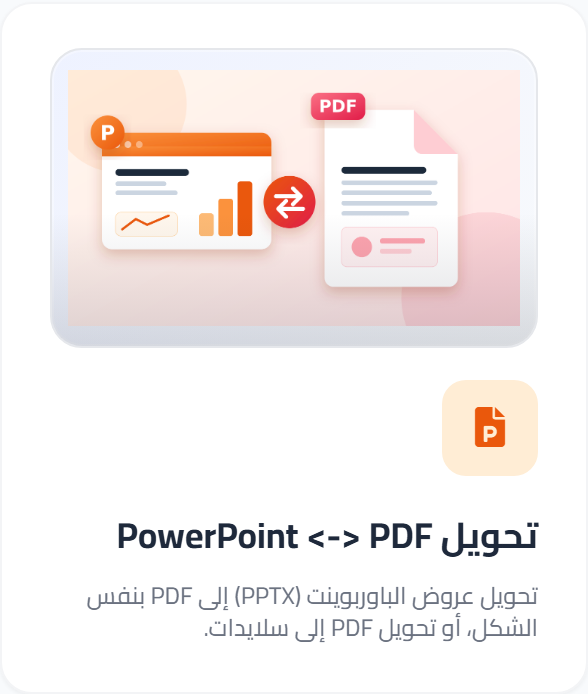 PDF
P
P
تحويل PowerPoint <-> PDF
تحويل عروض الباوربوينت (PPTX) إلى PDF بنفس
الشكل، أو تحويل PDF إلى سلايدات.